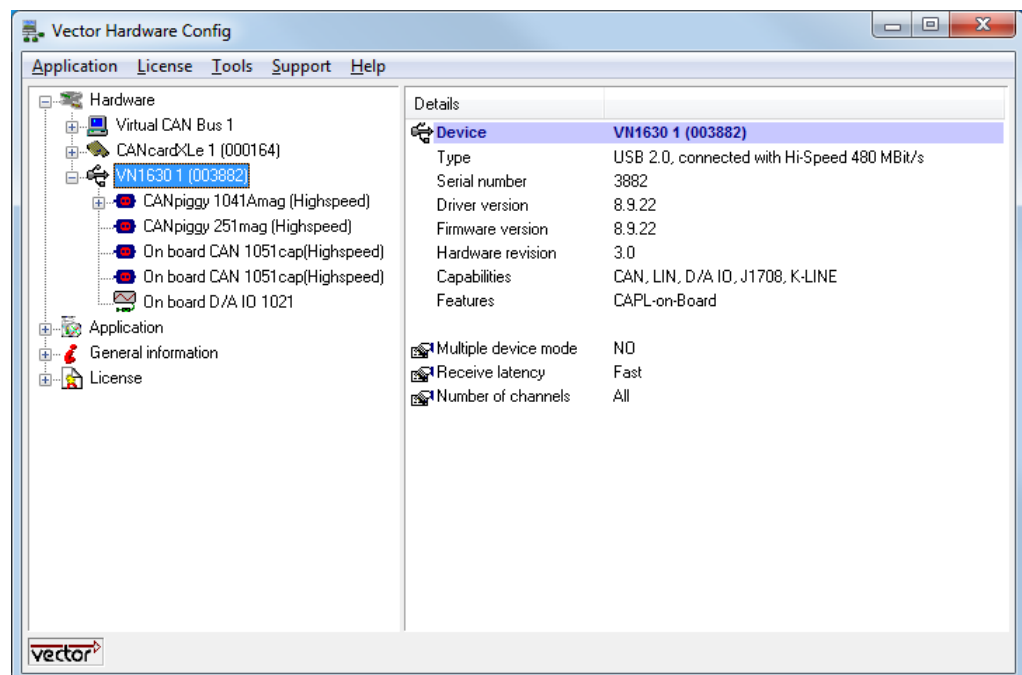 Vector Hardware Config
Application License Tools Support Help
Hardware
Virtual CAN Bus 1
CANcardXLe 1 (000164)
VN1630 1 (003882)
CANpiggy 1041Amag (Highspeed)
CANpiggy 251mag (Highspeed)
On board CAN 1051cap(Highspeed)
On board CAN 1051cap(Highspeed)
On board D/A IO 1021
Application
General information
License
Details
Device VN1630 1 (003882)
Type USB 2.0, connected with Hi-Speed 480 MBit/s
Serial number 3882
Driver version 8.9.22
Firmware version 8.9.22
Hardware revision 3.0
Capabilities CAN, LIN, D/A IO, J1708, K-LINE
Features CAPL-on-Board
Multiple device mode NO
Receive latency Fast
Number of channels All
vector